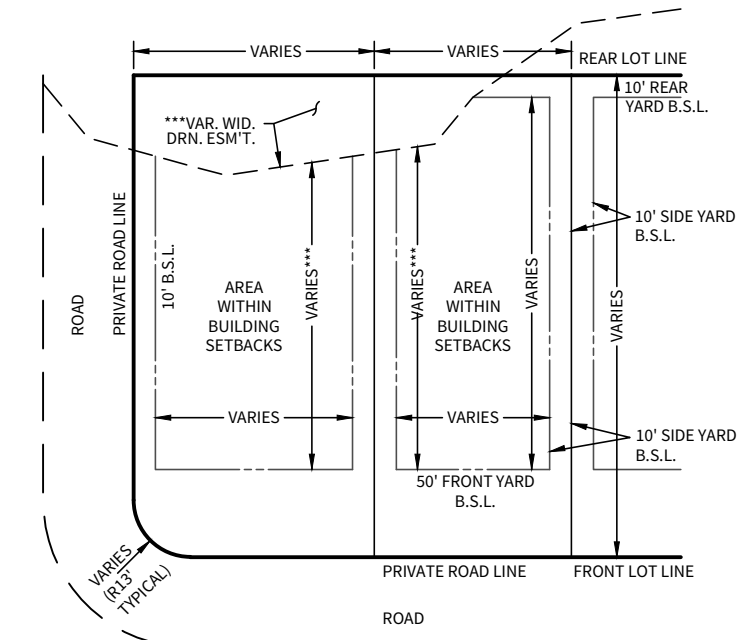 VARIES
VARIES
REAR LOT LINE
10' REAR
YARD B.S.L.
***VAR. WID.
DRN. ESM'T.
10' SIDE YARD
B.S.L.
ROAD
PRIVATE ROAD LINE
10' B.S.L.
AREA
WITHIN
BUILDING
SETBACKS
VARIES***
VARIES***
AREA
WITHIN
BUILDING
SETBACKS
VARIES
VARIES
VARIES
VARIES
10' SIDE YARD
B.S.L.
50' FRONT YARD
B.S.L.
VARIES
(R13'
TYPICAL)
PRIVATE ROAD LINE
FRONT LOT LINE
ROAD